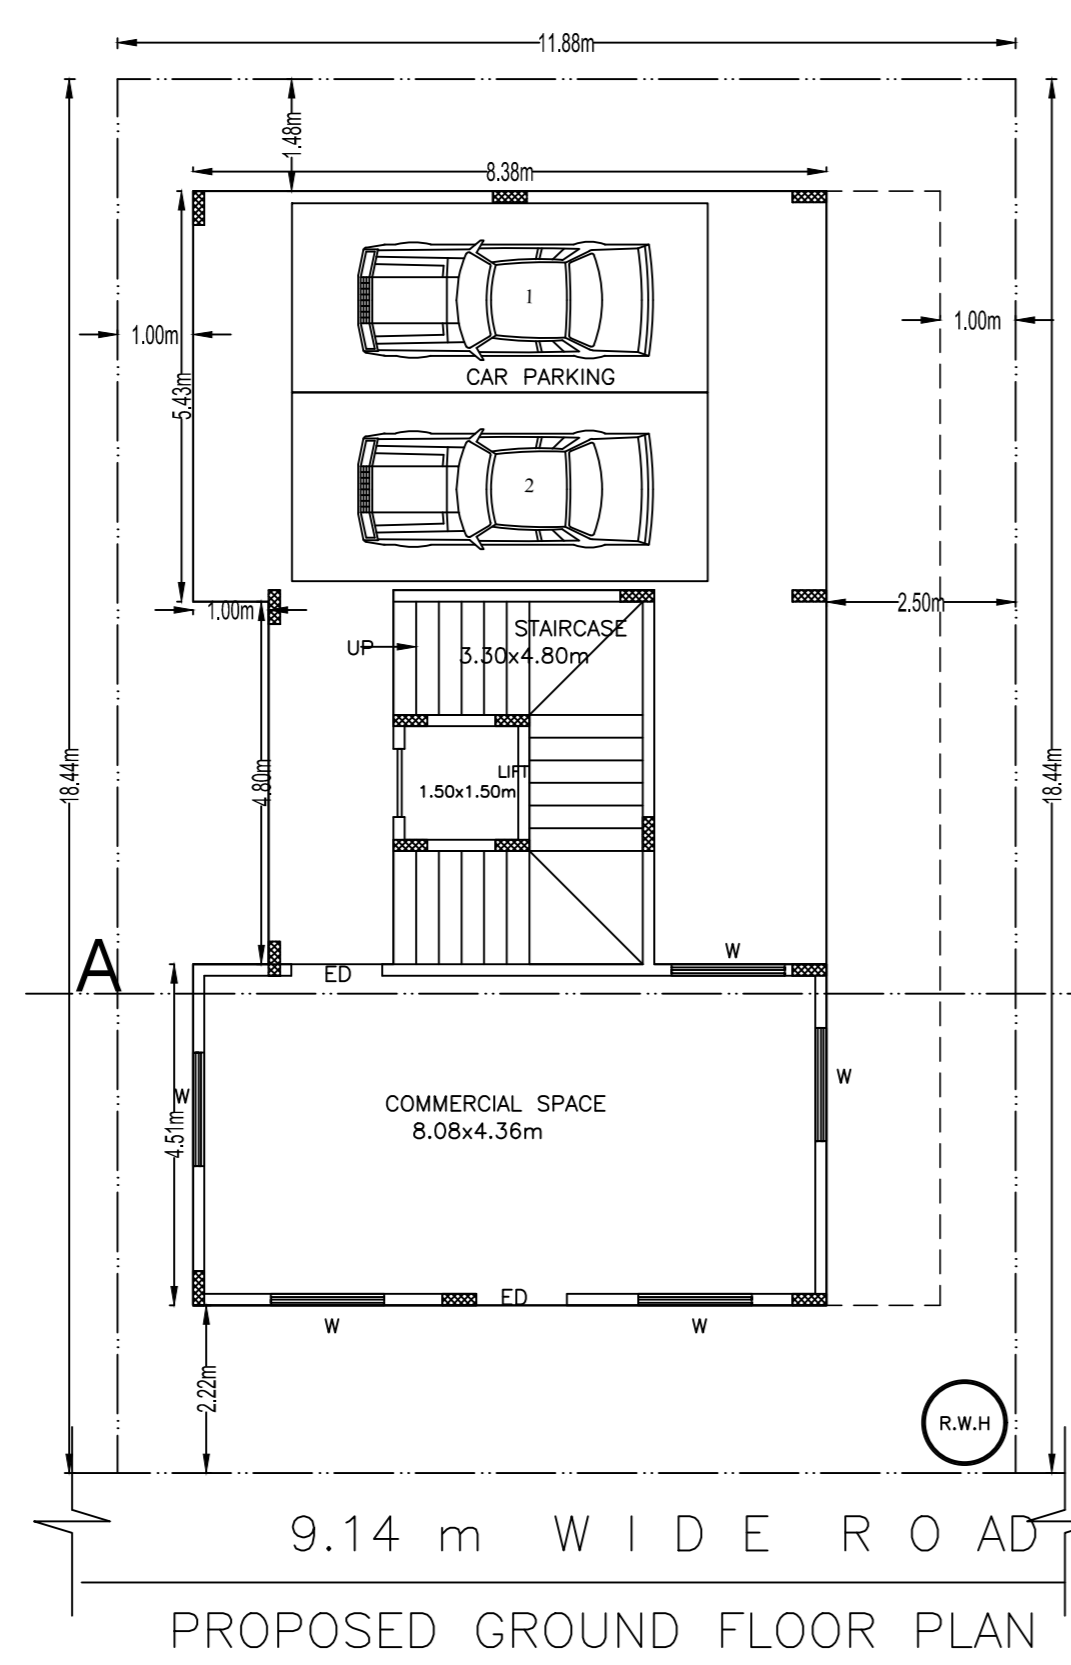 11.88m
1.48m
8.38m
1
1.00m
1.00m
CAR PARKING
5.43m
2
1.00m
2.50m
STAIRCASE
UP
3.30x4.80m
18.44m
4.80m
LIFT
1.50x1.50m
18.44m
A
ED
W
W
W
4.51m
COMMERCIAL SPACE
8.08x4.36m
ED
W
W
2.22m
R.W.H
9.14 m WIDE ROAD
PROPOSED GROUND FLOOR PLAN